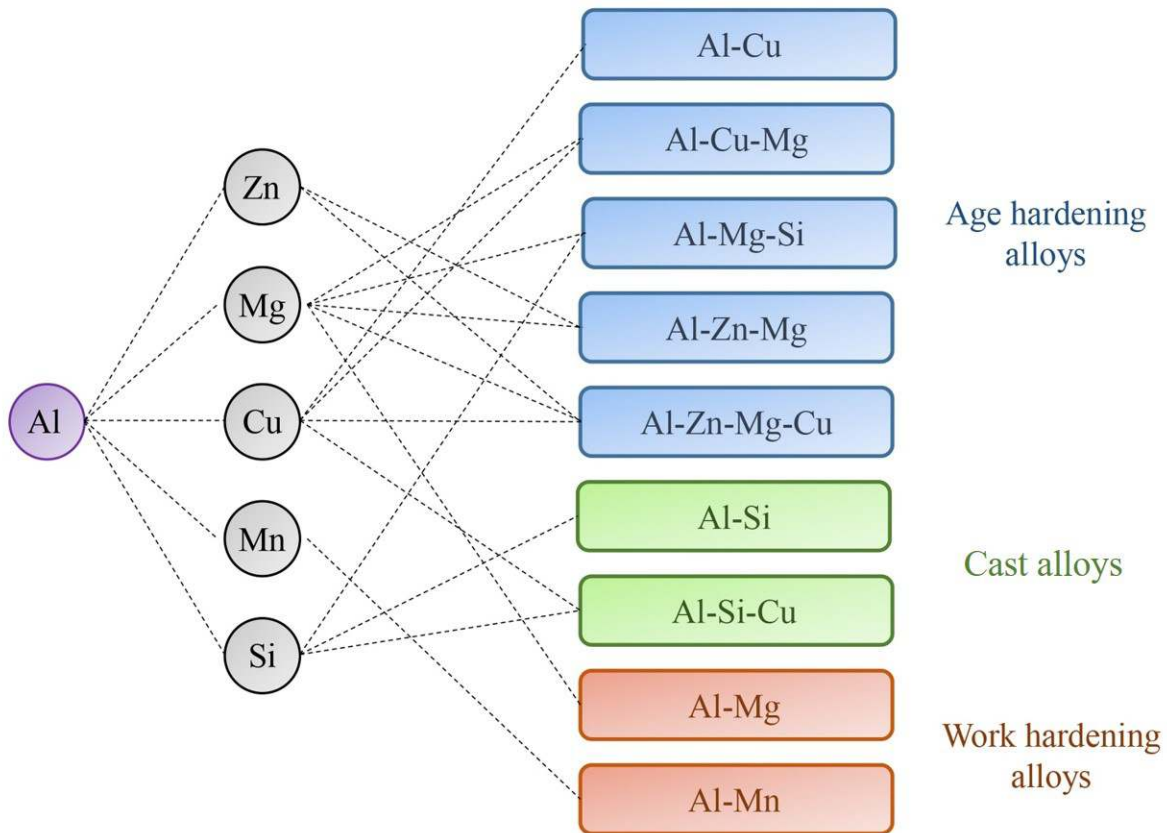 Al
Zn
Mg
Cu
Mn
Si
Al-Cu
Al-Cu-Mg
Al-Mg-Si
Al-Zn-Mg
Al-Zn-Mg-Cu
Al-Si
Al-Si-Cu
Al-Mg
Al-Mn
Age hardening
alloys
Cast alloys
Work hardening
alloys